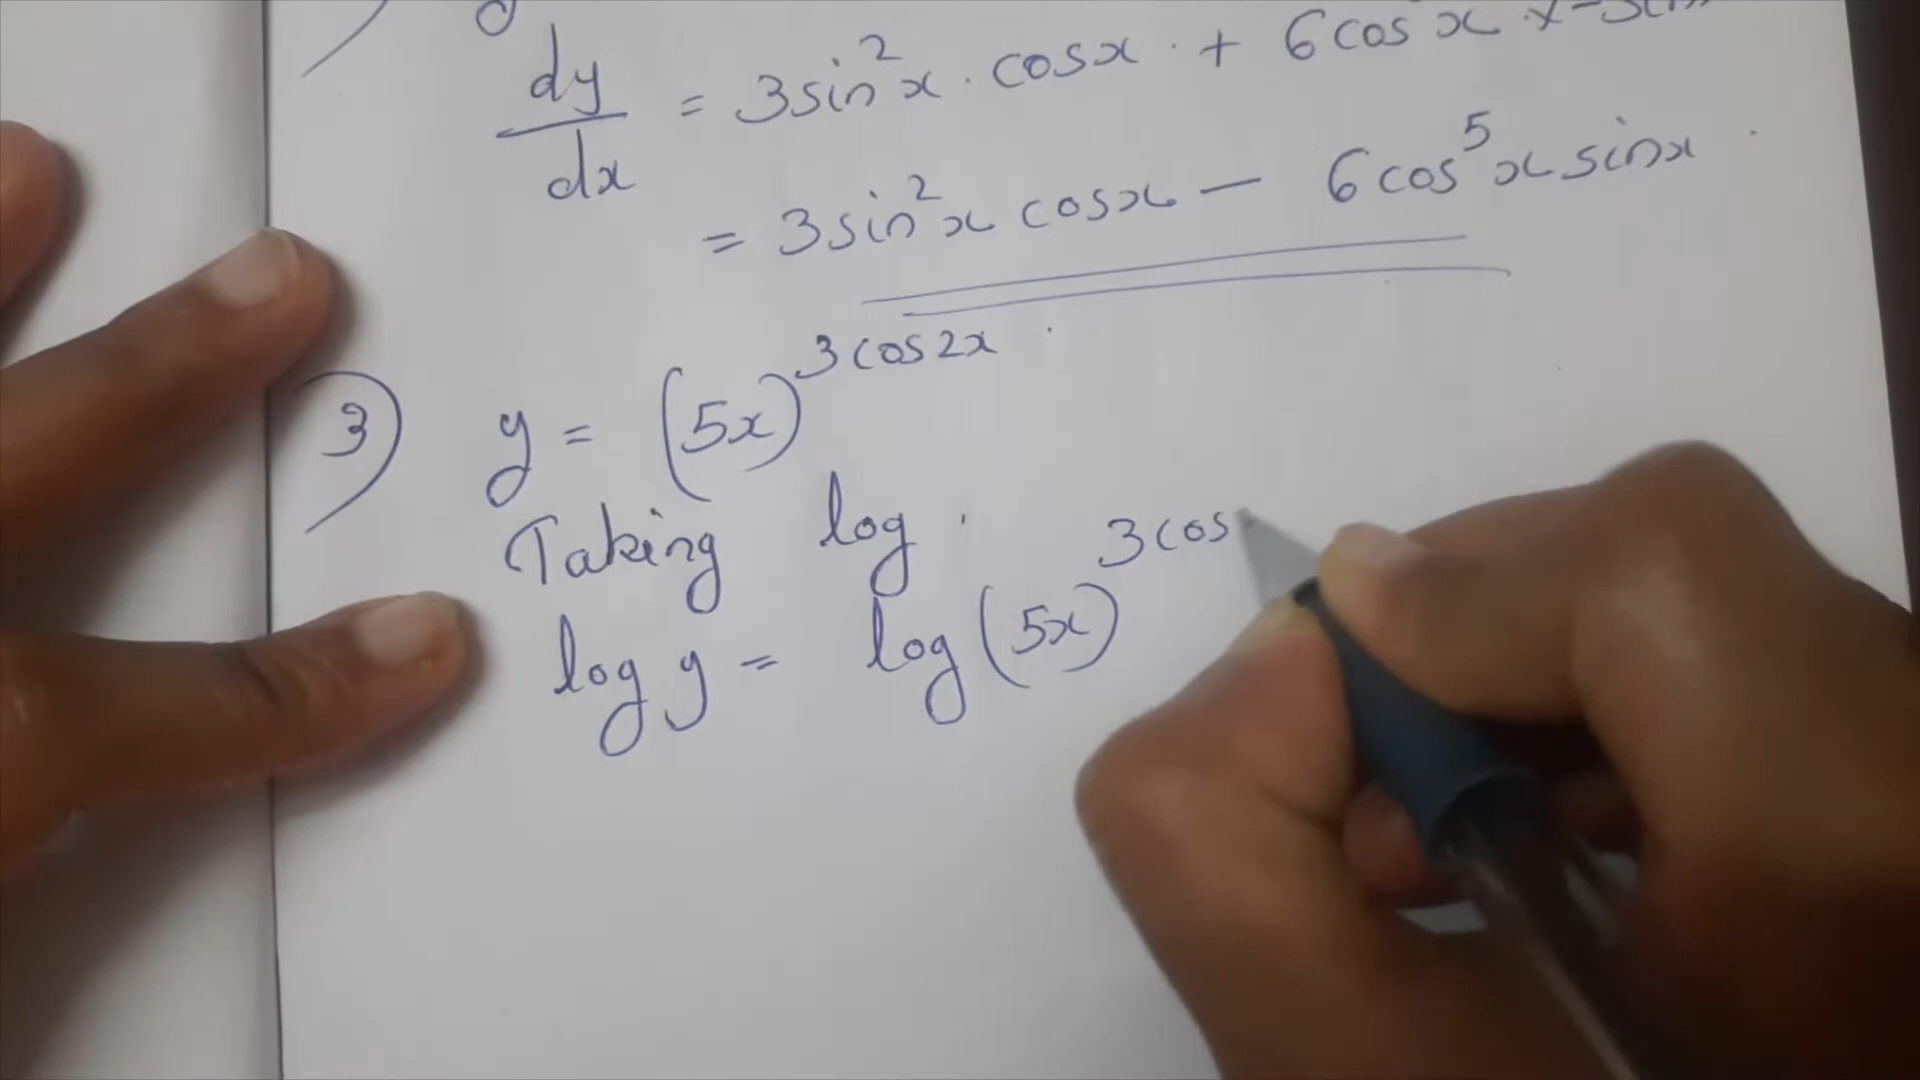 dy/dx = 3sin²x · cosx · + 6cos x · x -
= 3sin²x cosx - 6cos⁵x sinx ·
3) y = (5x)^3cos2x ·
Taking log ·
log y = log(5x)^3cos